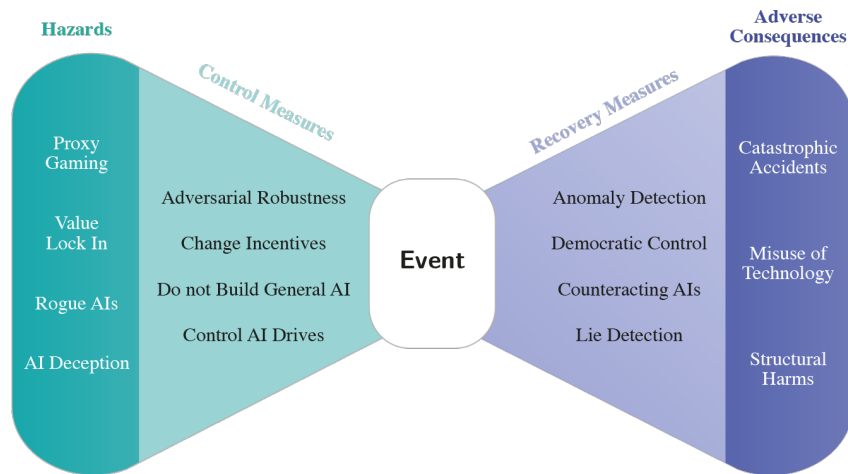 Hazards
Adverse
Consequences
Control Measures
Recovery Measures
Proxy
Gaming
Value
Lock In
Rogue AIs
AI Deception
Adversarial Robustness
Change Incentives
Do not Build General AI
Control AI Drives
Event
Anomaly Detection
Democratic Control
Counteracting AIs
Lie Detection
Catastrophic
Accidents
Misuse of
Technology
Structural
Harms